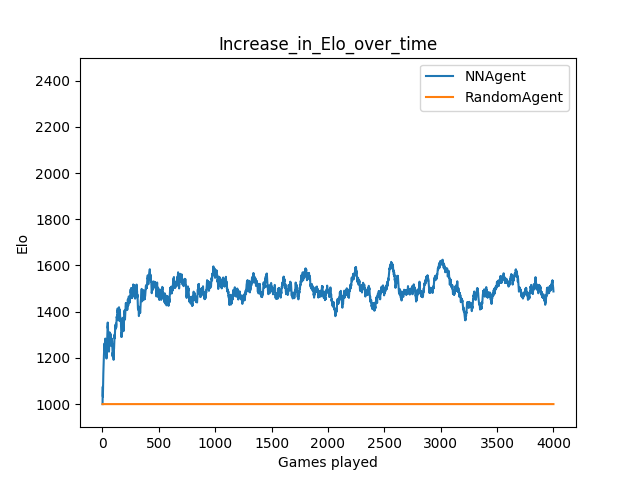 Increase_in_Elo_over_time
NNAgent
RandomAgent
2400
2200
2000
1800
1600
1400
1200
1000
Elo
0 500 1000 1500 2000 2500 3000 3500 4000
Games played